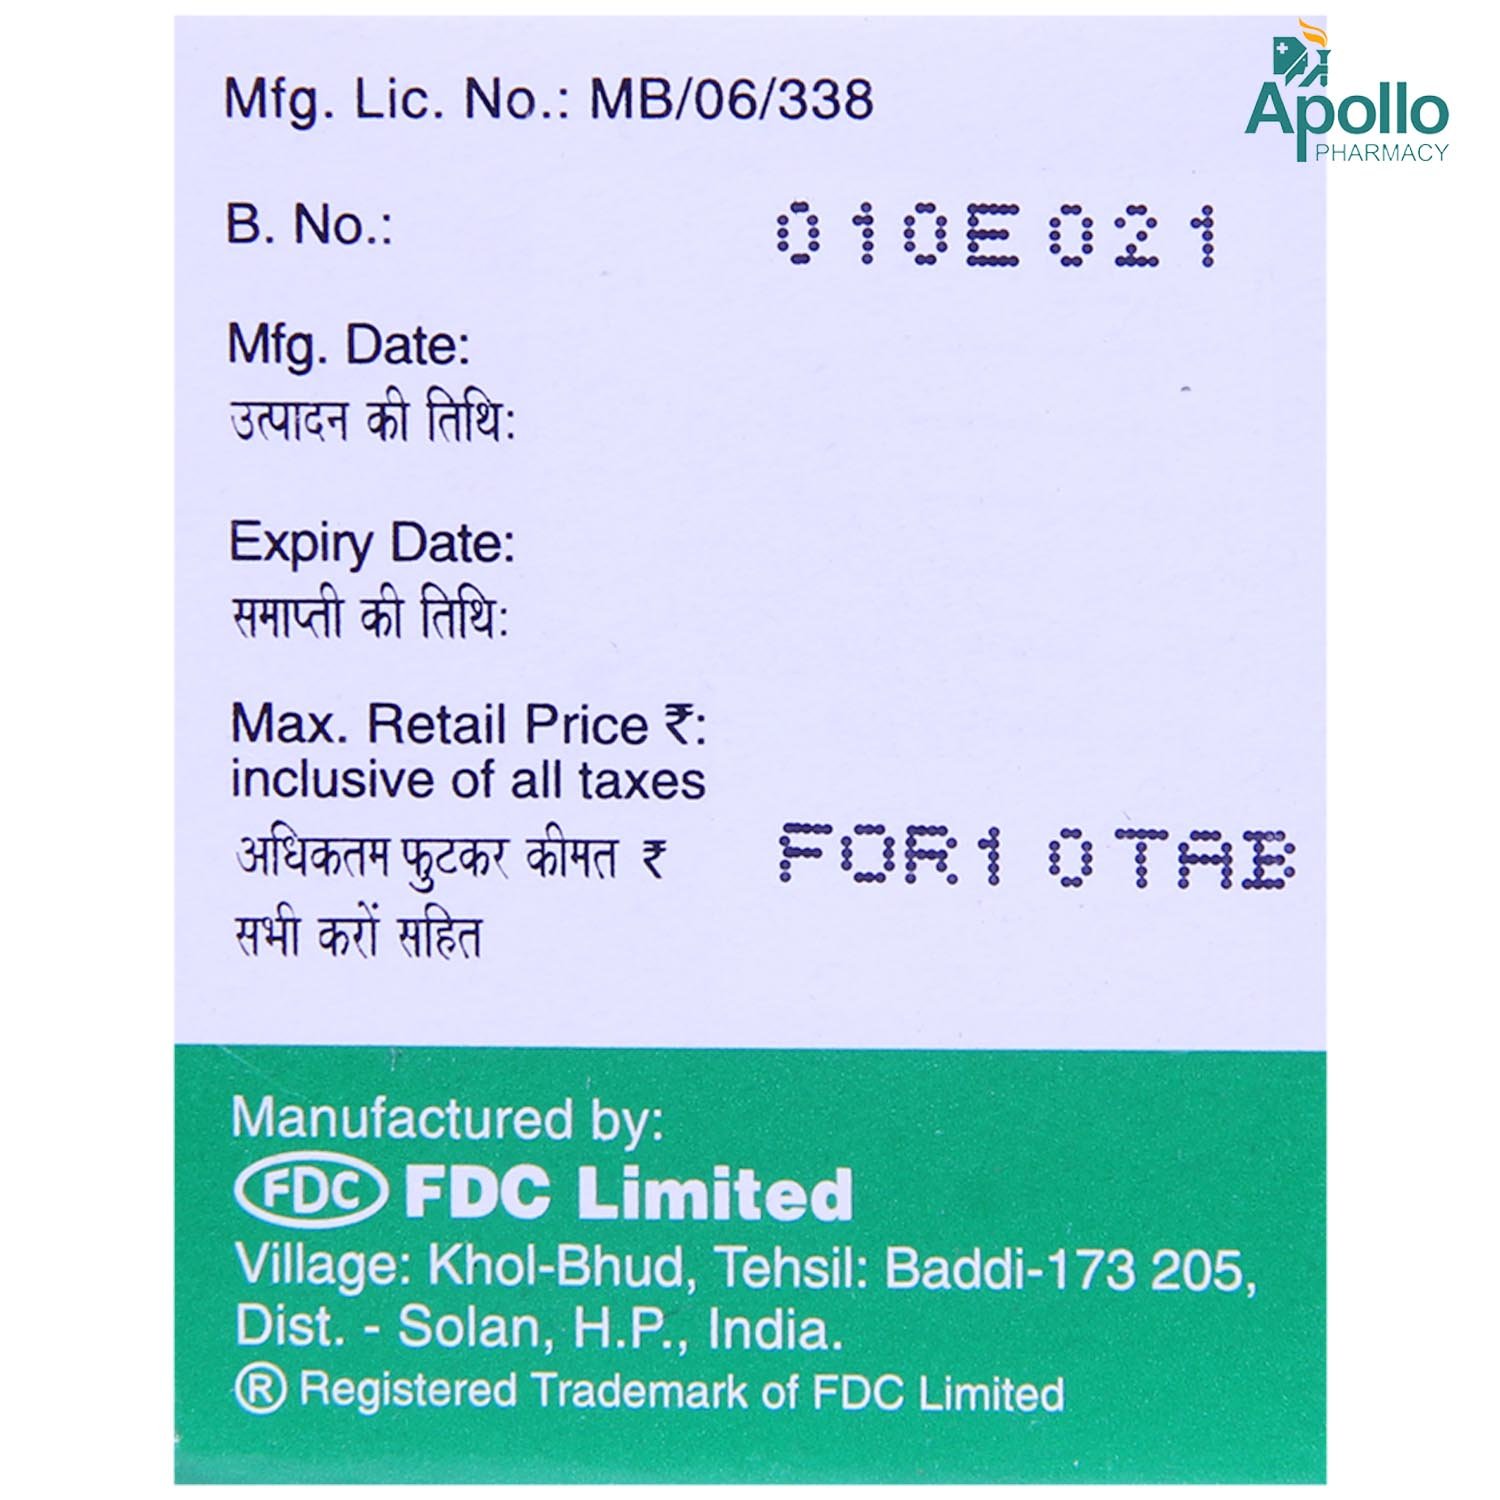 Apollo
PHARMACY
Mfg. Lic. No.: MB/06/338
B. No.: 010E021
Mfg. Date:
उत्पादन की तिथि:
Expiry Date:
समाप्ती की तिथि:
Max. Retail Price ₹:
inclusive of all taxes
अधिकतम फुटकर कीमत ₹ FOR10TAB
सभी करों सहित
Manufactured by:
FDC FDC Limited
Village: Khol-Bhud, Tehsil: Baddi-173 205,
Dist. - Solan, H.P., India.
® Registered Trademark of FDC Limited